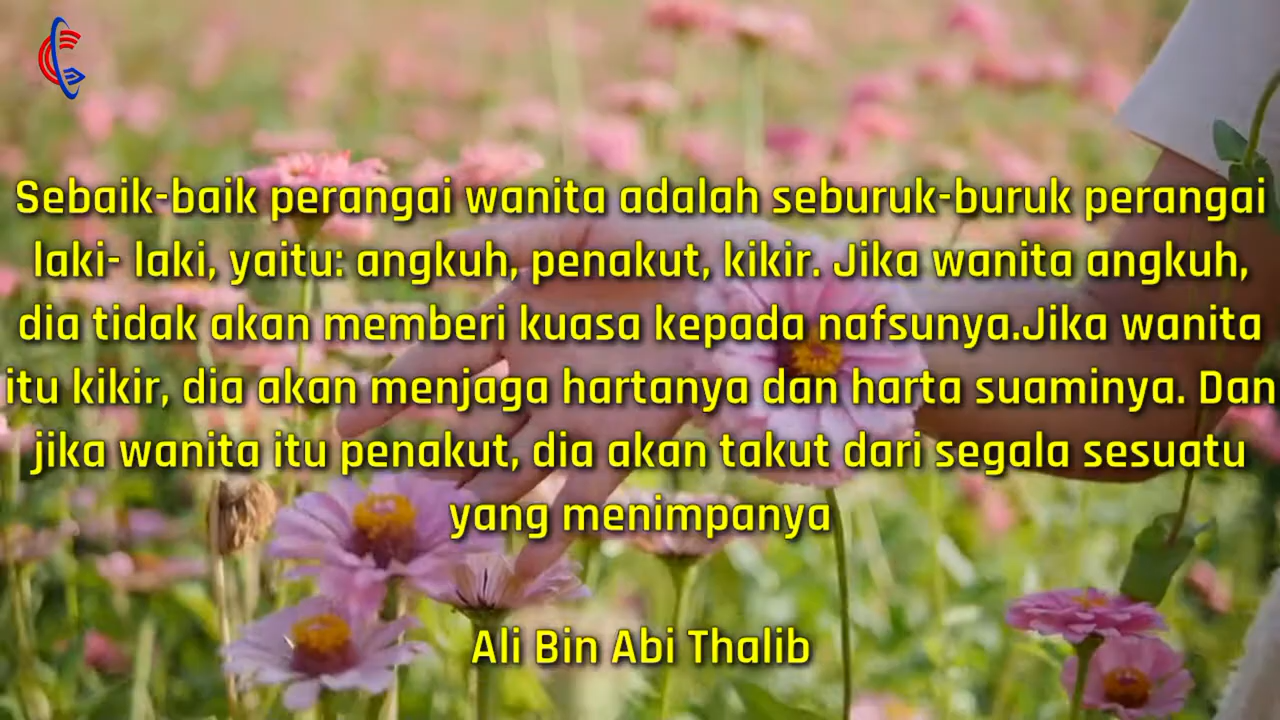 Sebaik-baik perangai wanita adalah seburuk-buruk perangai
laki- laki, yaitu: angkuh, penakut, kikir. Jika wanita angkuh,
dia tidak akan memberi kuasa kepada nafsunya.Jika wanita
itu kikir, dia akan menjaga hartanya dan harta suaminya. Dan
jika wanita itu penakut, dia akan takut dari segala sesuatu
yang menimpanya
Ali Bin Abi Thalib